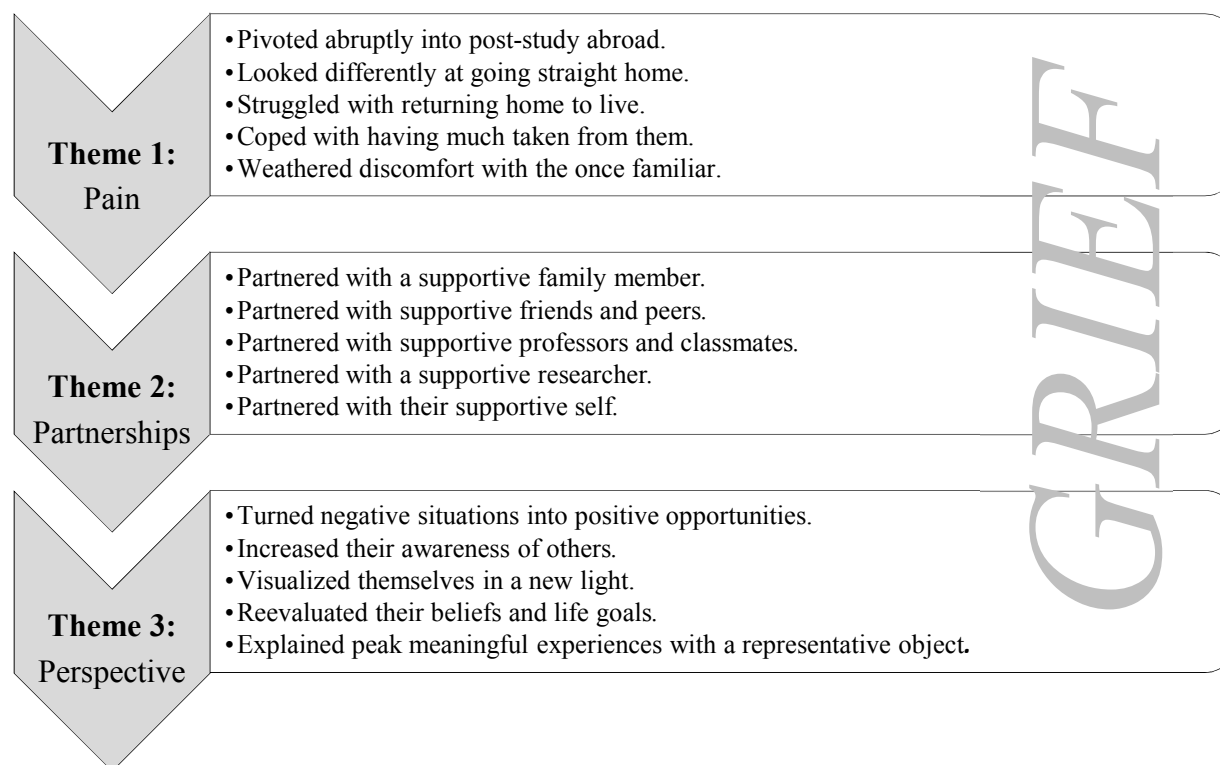 Theme 1:
Pain
•Pivoted abruptly into post-study abroad.
•Looked differently at going straight home.
•Struggled with returning home to live.
•Coped with having much taken from them.
•Weathered discomfort with the once familiar.
Theme 2:
Partnerships
•Partnered with a supportive family member.
•Partnered with supportive friends and peers.
•Partnered with supportive professors and classmates.
•Partnered with a supportive researcher.
•Partnered with their supportive self.
Theme 3:
Perspective
•Turned negative situations into positive opportunities.
•Increased their awareness of others.
•Visualized themselves in a new light.
•Reevaluated their beliefs and life goals.
•Explained peak meaningful experiences with a representative object.
GRIEF